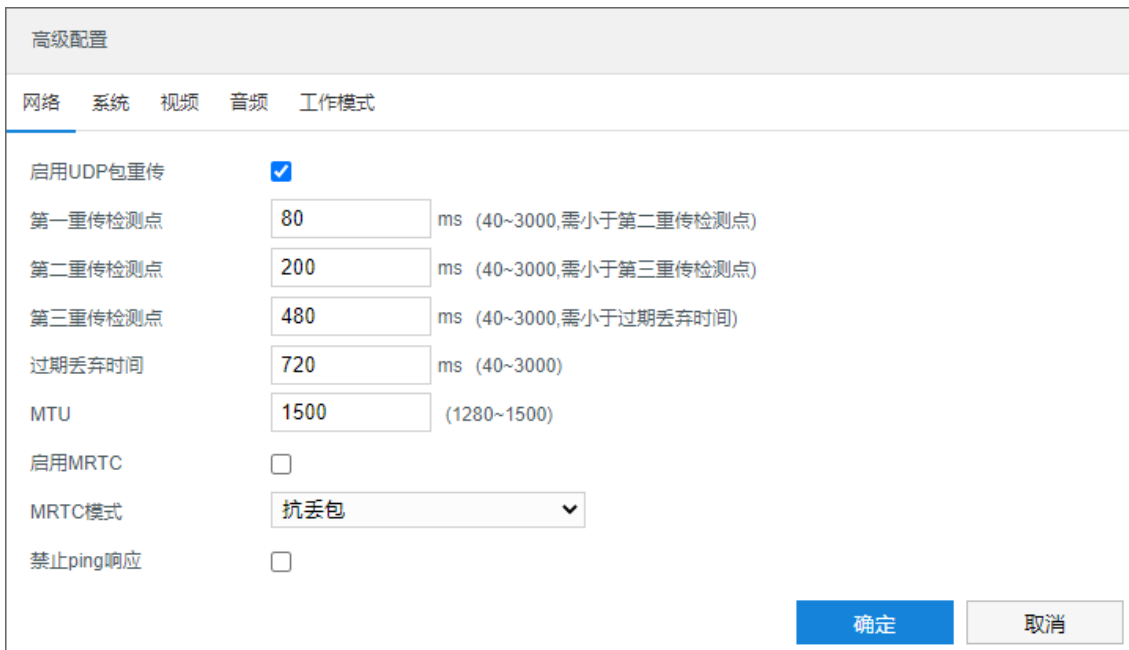 高级配置
网络 系统 视频 音频 工作模式
启用UDP包重传
第一重传检测点 80 ms (40~3000,需小于第二重传检测点)
第二重传检测点 200 ms (40~3000,需小于第三重传检测点)
第三重传检测点 480 ms (40~3000,需小于过期丢弃时间)
过期丢弃时间 720 ms (40~3000)
MTU 1500 (1280~1500)
启用MRTC
MRTC模式 抗丢包
禁止ping响应
确定 取消